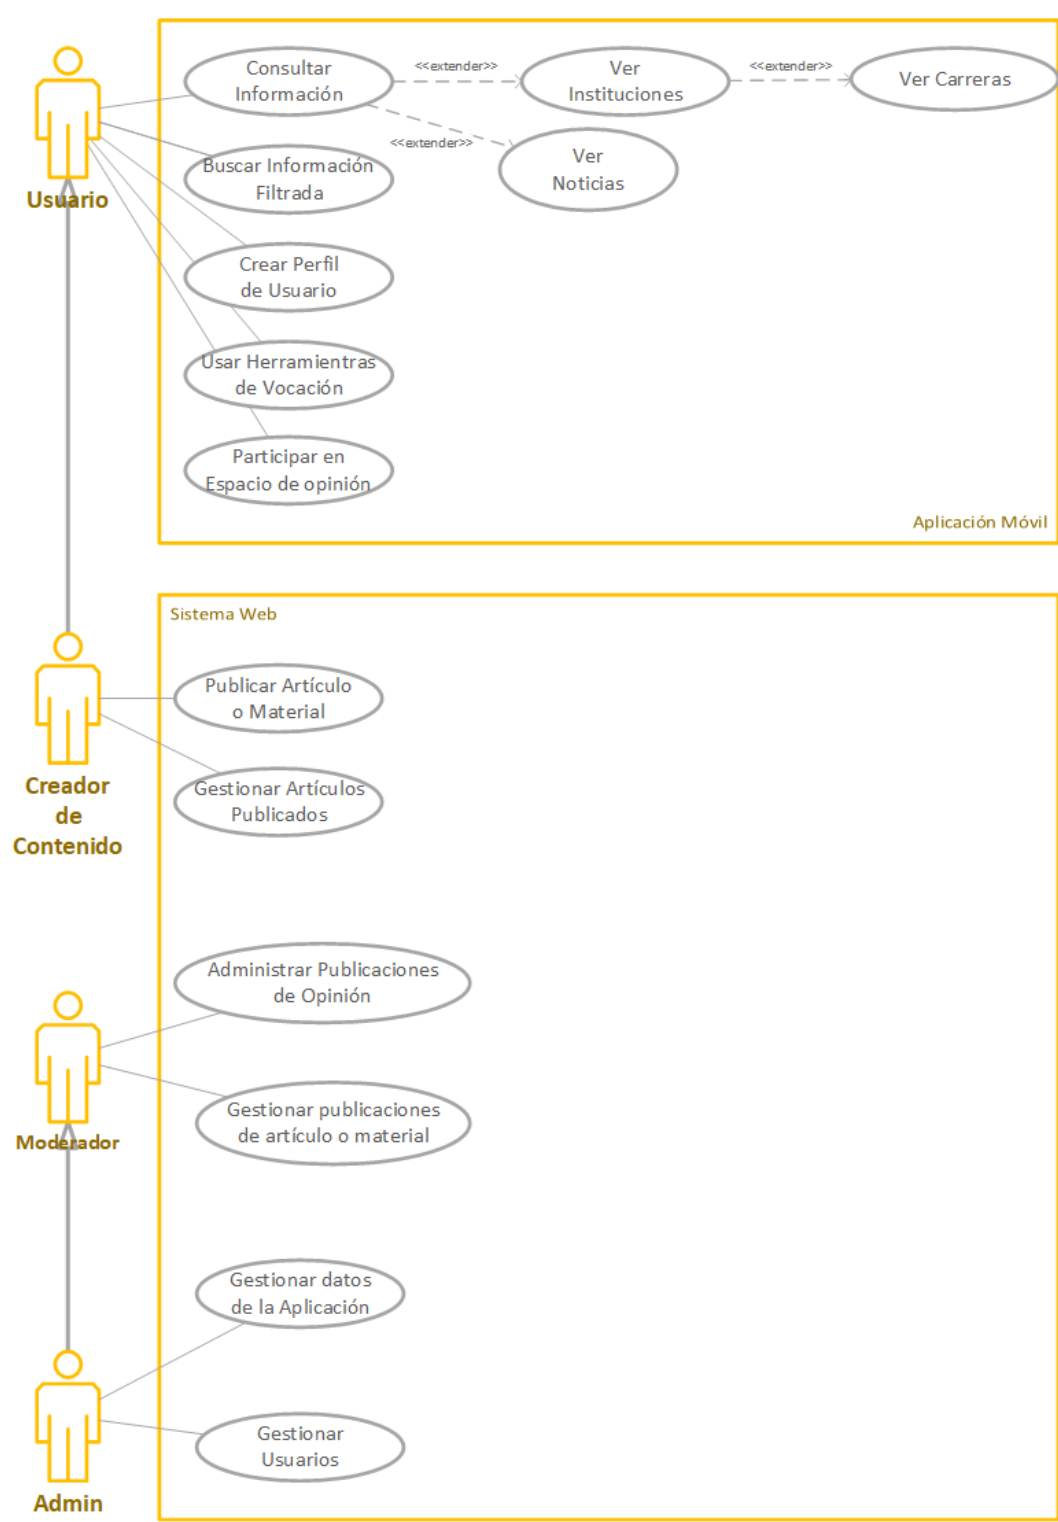 Consultar
Información
<<extender>>
Ver
Instituciones
<<extender>>
Ver Carreras
<<extender>>
Ver
Noticias
Usuario
Buscar Información
Filtrada
Crear Perfil
de Usuario
Usar Herramientras
de Vocación
Participar en
Espacio de opinión
Aplicación Móvil
Sistema Web
Publicar Artículo
o Material
Gestionar Artículos
Publicados
Creador
de
Contenido
Administrar Publicaciones
de Opinión
Gestionar publicaciones
de artículo o material
Moderador
Gestionar datos
de la Aplicación
Gestionar
Usuarios
Admin